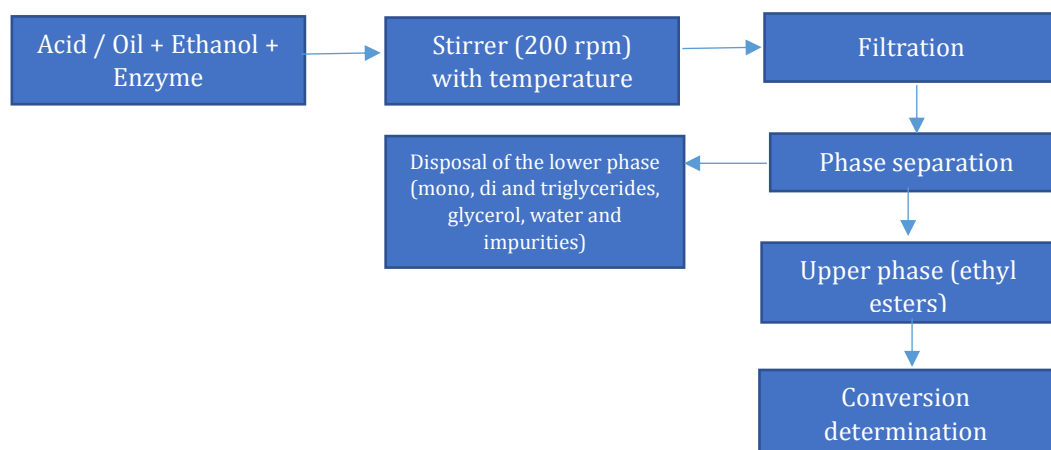 Acid / Oil + Ethanol +
Enzyme
Stirrer (200 rpm)
with temperature
Filtration
Disposal of the lower phase
(mono, di and triglycerides,
glycerol, water and
impurities)
Phase separation
Upper phase (ethyl
esters)
Conversion
determination